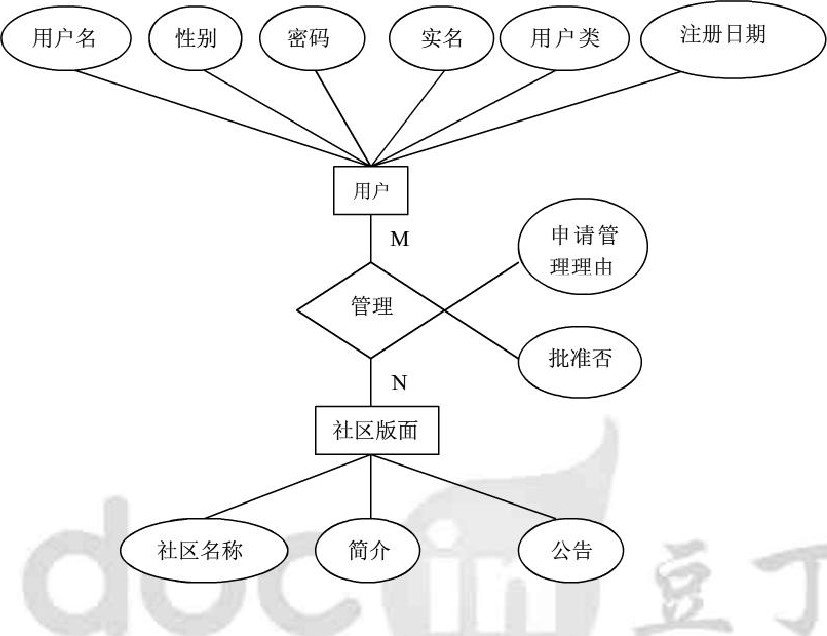 用户名
性别
密码
实名
用户类
注册日期
用户
M
申请管
理理由
管理
批准否
N
社区版面
社区名称
简介
公告
docin
豆丁